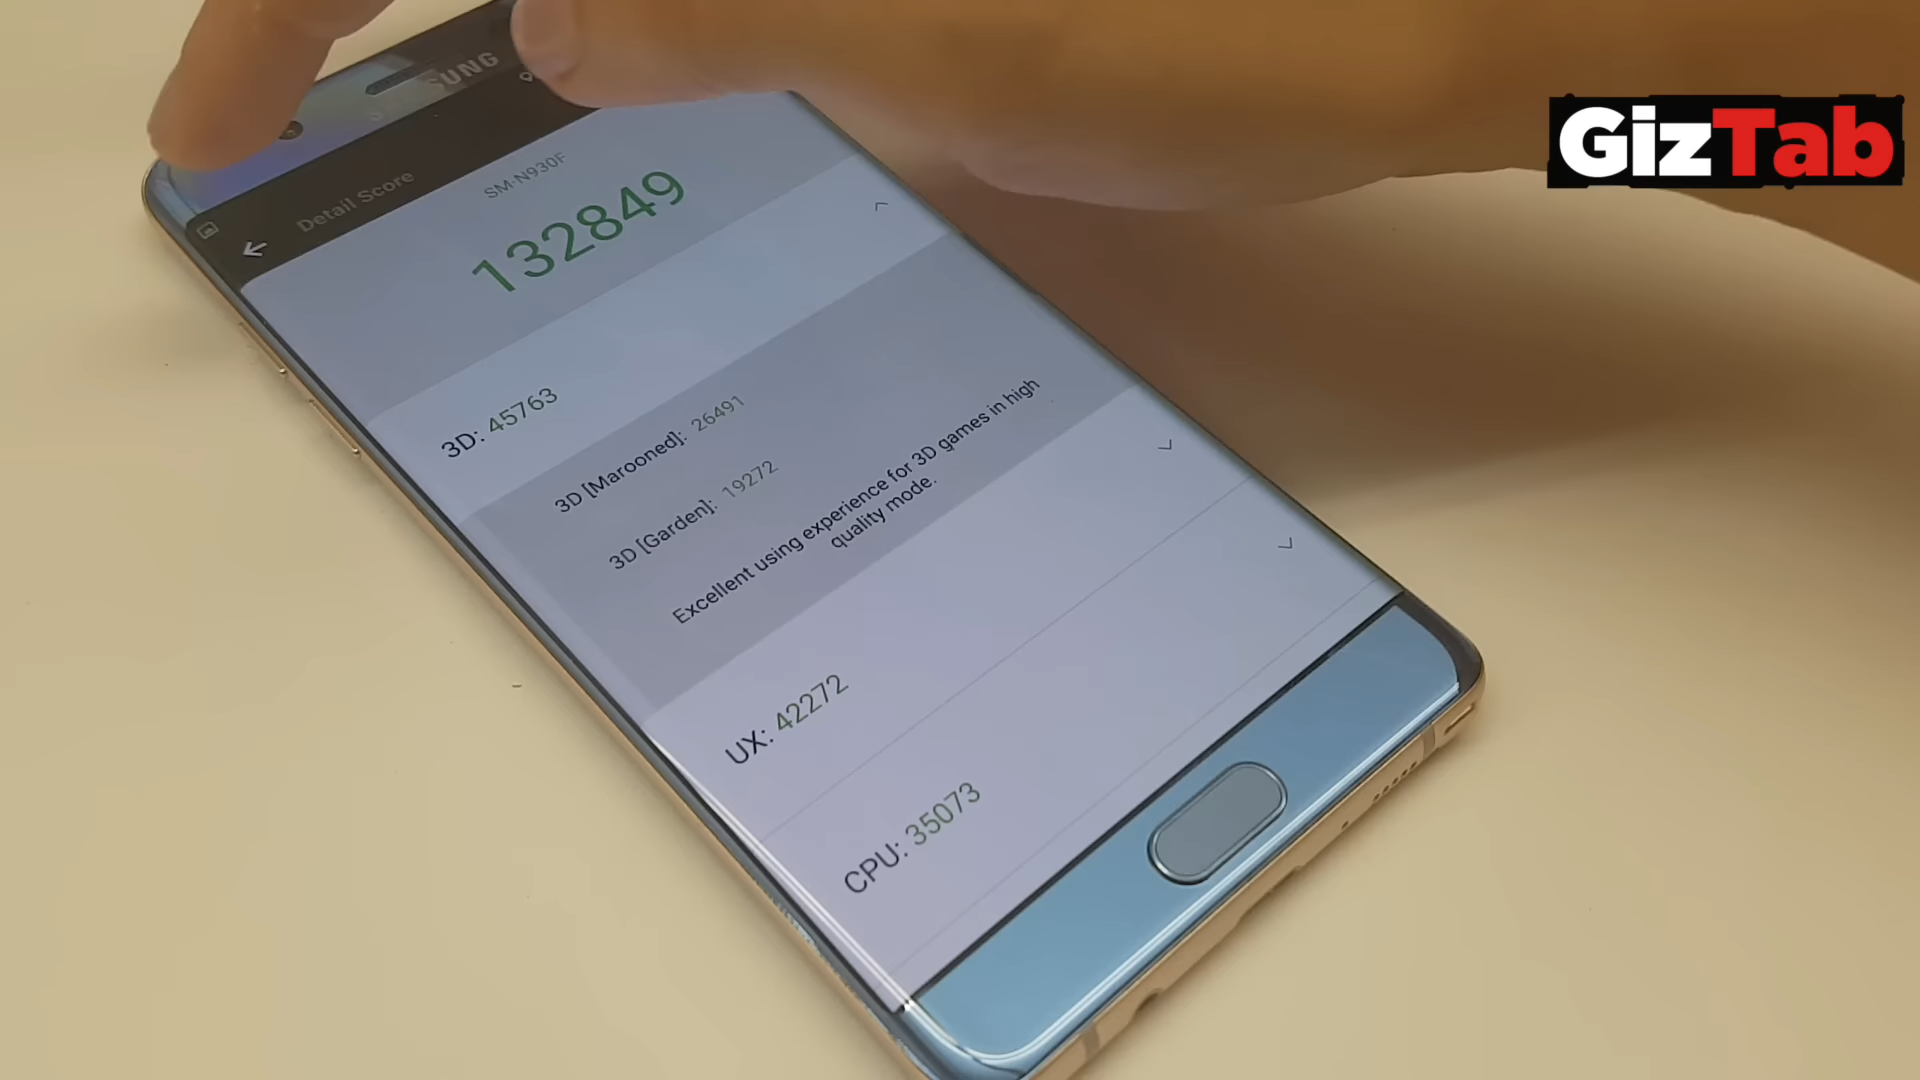 GizTab
SUNG
Detail Score
SM-N930F
132849
3D: 45763
3D [Marooned]: 26491
3D [Garden]: 19272
Excellent using experience for 3D games in high
quality mode.
UX: 42272
CPU: 35073